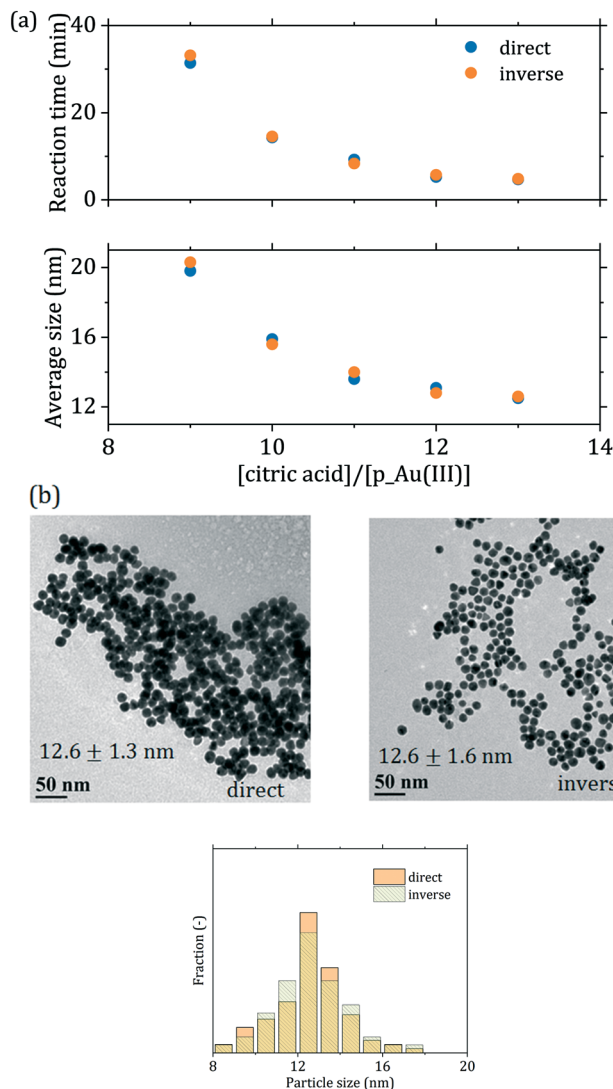 (a)
Reaction time (min)
40
20
0
direct
inverse
Average size (nm)
20
16
12
8
10
12
14
[citric acid]/[p_Au(III)]
(b)
12.6 ± 1.3 nm
50 nm
direct
12.6 ± 1.6 nm
50 nm
invers
Fraction (-)
direct
inverse
8
12
16
20
Particle size (nm)